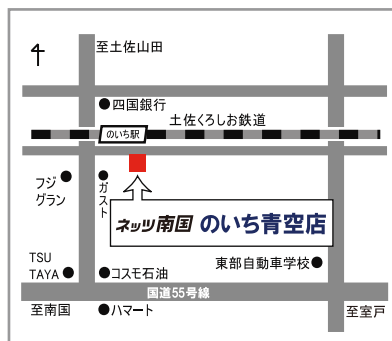 至土佐山田
四国銀行
土佐くろしお鉄道
のいち駅
フジ
グラン
ガスト
ネッツ南国 のいち青空店
TSU
TAYA
コスモ石油
東部自動車学校
国道55号線
至南国
ハマート
至室戸